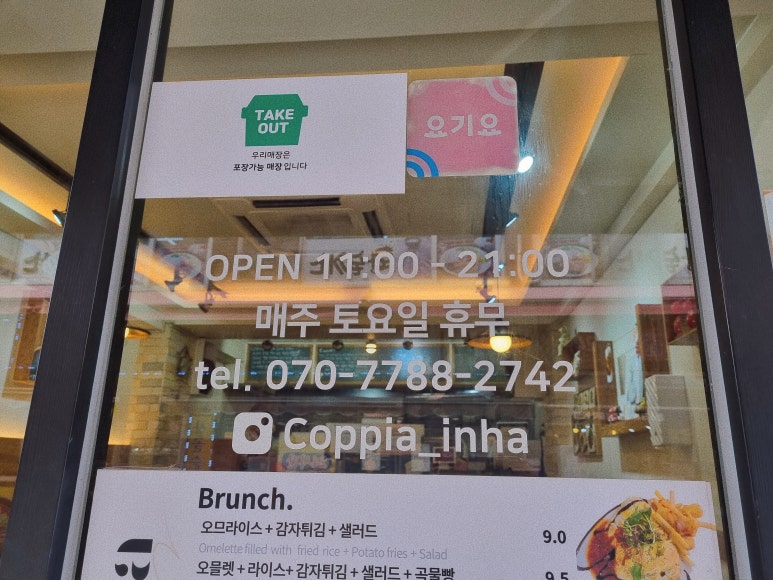 TAKE
OUT
우리매장은
포장가능 매장 입니다
요기요
OPEN 11:00 - 21:00
매주 토요일 휴무
tel. 070-7788-2742
Coppia_inha
Brunch.
오므라이스 + 감자튀김 + 샐러드
9.0
Omelette filled with fried rice + Potato fries + Salad
오믈렛 + 라이스+ 감자튀김 + 샐러드 + 곡물빵
9.5